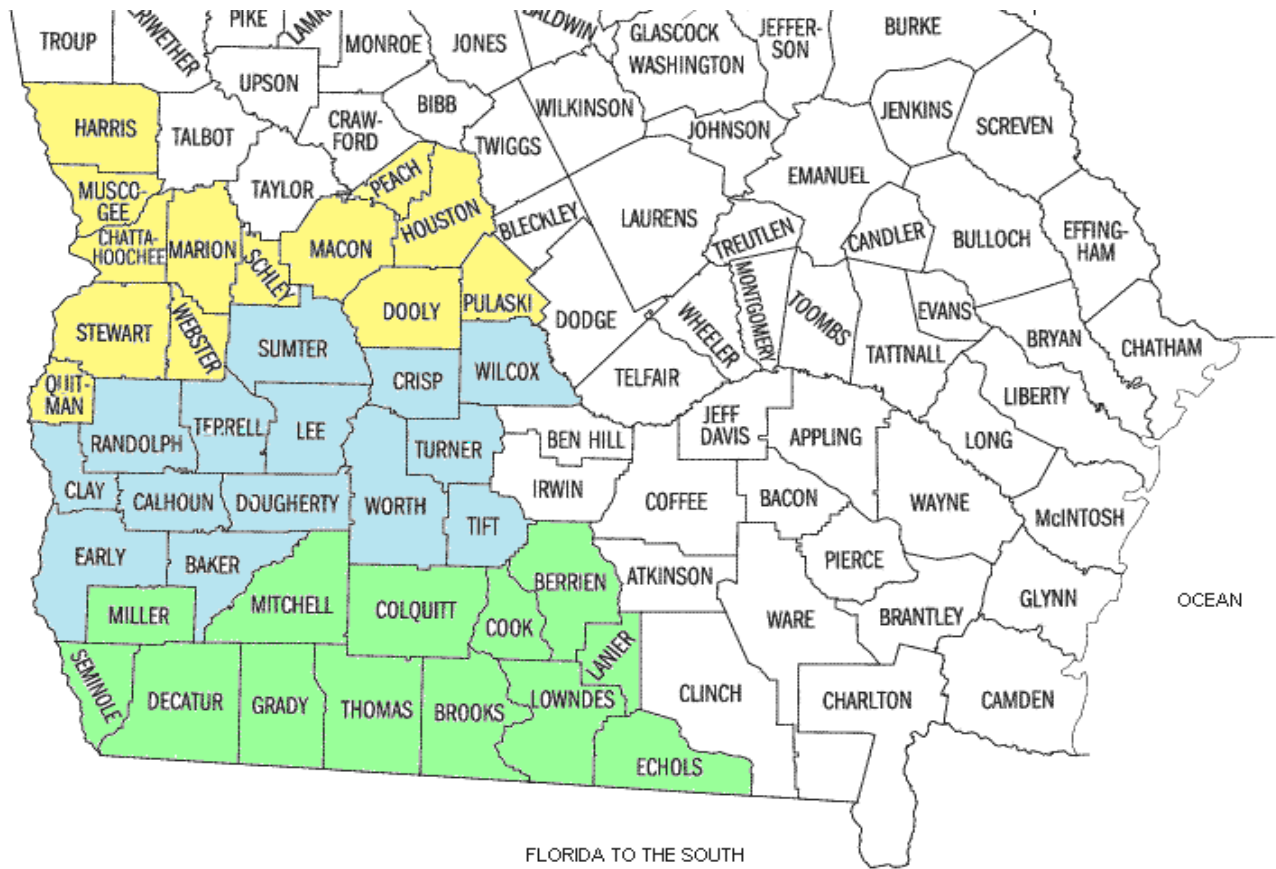 PIKE
TROUP
RIWETHER
LAMA
MONROE
JONES
BALDWIN
GLASCOCK
WASHINGTON
JEFFER-
SON
BURKE
UPSON
BIBB
WILKINSON
HARRIS
TALBOT
CRAW-
FORD
TWIGGS
JOHNSON
JENKINS
SCREVEN
MUSCO-
GEE
TAYLOR
PEACH
EMANUEL
CHATTA-
HOOCHEE
MARION
SCHLEY
MACON
HOUSTON
BLECKLEY
LAURENS
TREUTLEN
CANDLER
BULLOCH
EFFING-
HAM
STEWART
WEBSTER
SUMTER
DOOLY
PULASKI
DODGE
WHEELER
MONTGOMERY
TOOMBS
EVANS
TATTNALL
BRYAN
CHATHAM
QUIT-
MAN
CRISP
WILCOX
TELFAIR
LIBERTY
RANDOLPH
TERRELL
LEE
TURNER
BEN HILL
JEFF
DAVIS
APPLING
LONG
CLAY
CALHOUN
DOUGHERTY
WORTH
TIFT
IRWIN
COFFEE
BACON
WAYNE
McINTOSH
EARLY
BAKER
MITCHELL
BERRIEN
ATKINSON
PIERCE
MILLER
COLQUITT
COOK
LANIER
WARE
BRANTLEY
GLYNN
OCEAN
SEMINOLE
DECATUR
GRADY
THOMAS
BROOKS
LOWNDES
CLINCH
CHARLTON
CAMDEN
ECHOLS
FLORIDA TO THE SOUTH